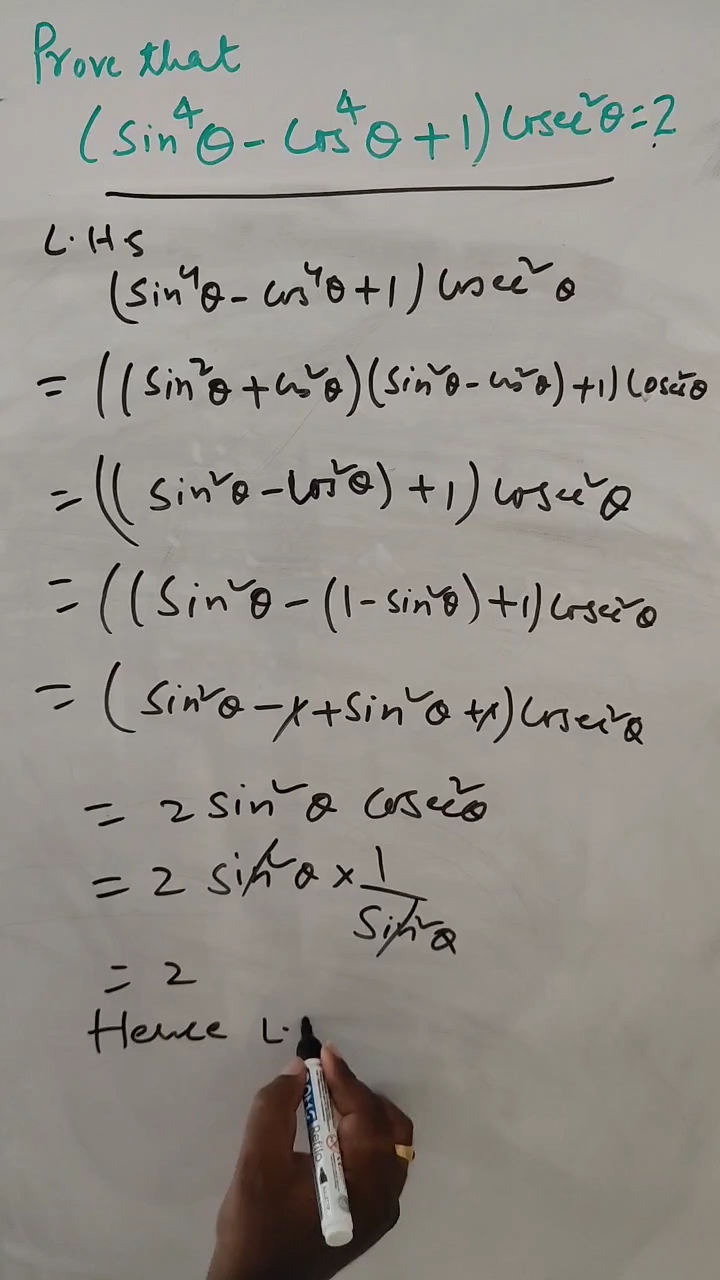 Prove that
(sin⁴θ - cos⁴θ + 1) cosec²θ = 2
L.H.S
(sin⁴θ - cos⁴θ + 1) cosec²θ
= ((sin²θ + cos²θ)(sin²θ - cos²θ) + 1) cosec²θ
= ((sin²θ - cos²θ) + 1) cosec²θ
= ((sin²θ - (1 - sin²θ) + 1) cosec²θ
= (sin²θ - 1 + sin²θ + 1) cosec²θ
= 2 sin²θ cosec²θ
= 2 sin²θ × 1/sin²θ
= 2
Hence L.
Refilo